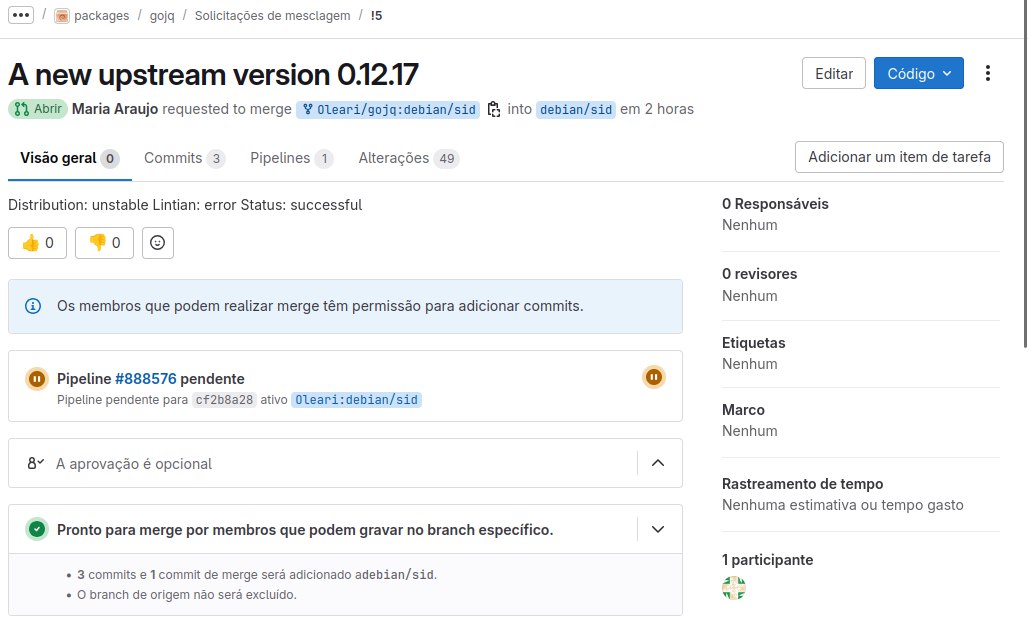 ••• / packages / gojq / Solicitações de mesclagem / !5
A new upstream version 0.12.17
Editar
Código
Abrir Maria Araujo requested to merge Oleari/gojq:debian/sid into debian/sid em 2 horas
Visão geral 0 Commits 3 Pipelines 1 Alterações 49
Adicionar um item de tarefa
Distribution: unstable Lintian: error Status: successful
👍 0 👎 0
Os membros que podem realizar merge têm permissão para adicionar commits.
Pipeline #888576 pendente
Pipeline pendente para cf2b8a28 ativo Oleari:debian/sid
A aprovação é opcional
Pronto para merge por membros que podem gravar no branch específico.
• 3 commits e 1 commit de merge será adicionado adebian/sid.
• O branch de origem não será excluído.
0 Responsáveis
Nenhum
0 revisores
Nenhum
Etiquetas
Nenhum
Marco
Nenhum
Rastreamento de tempo
Nenhuma estimativa ou tempo gasto
1 participante